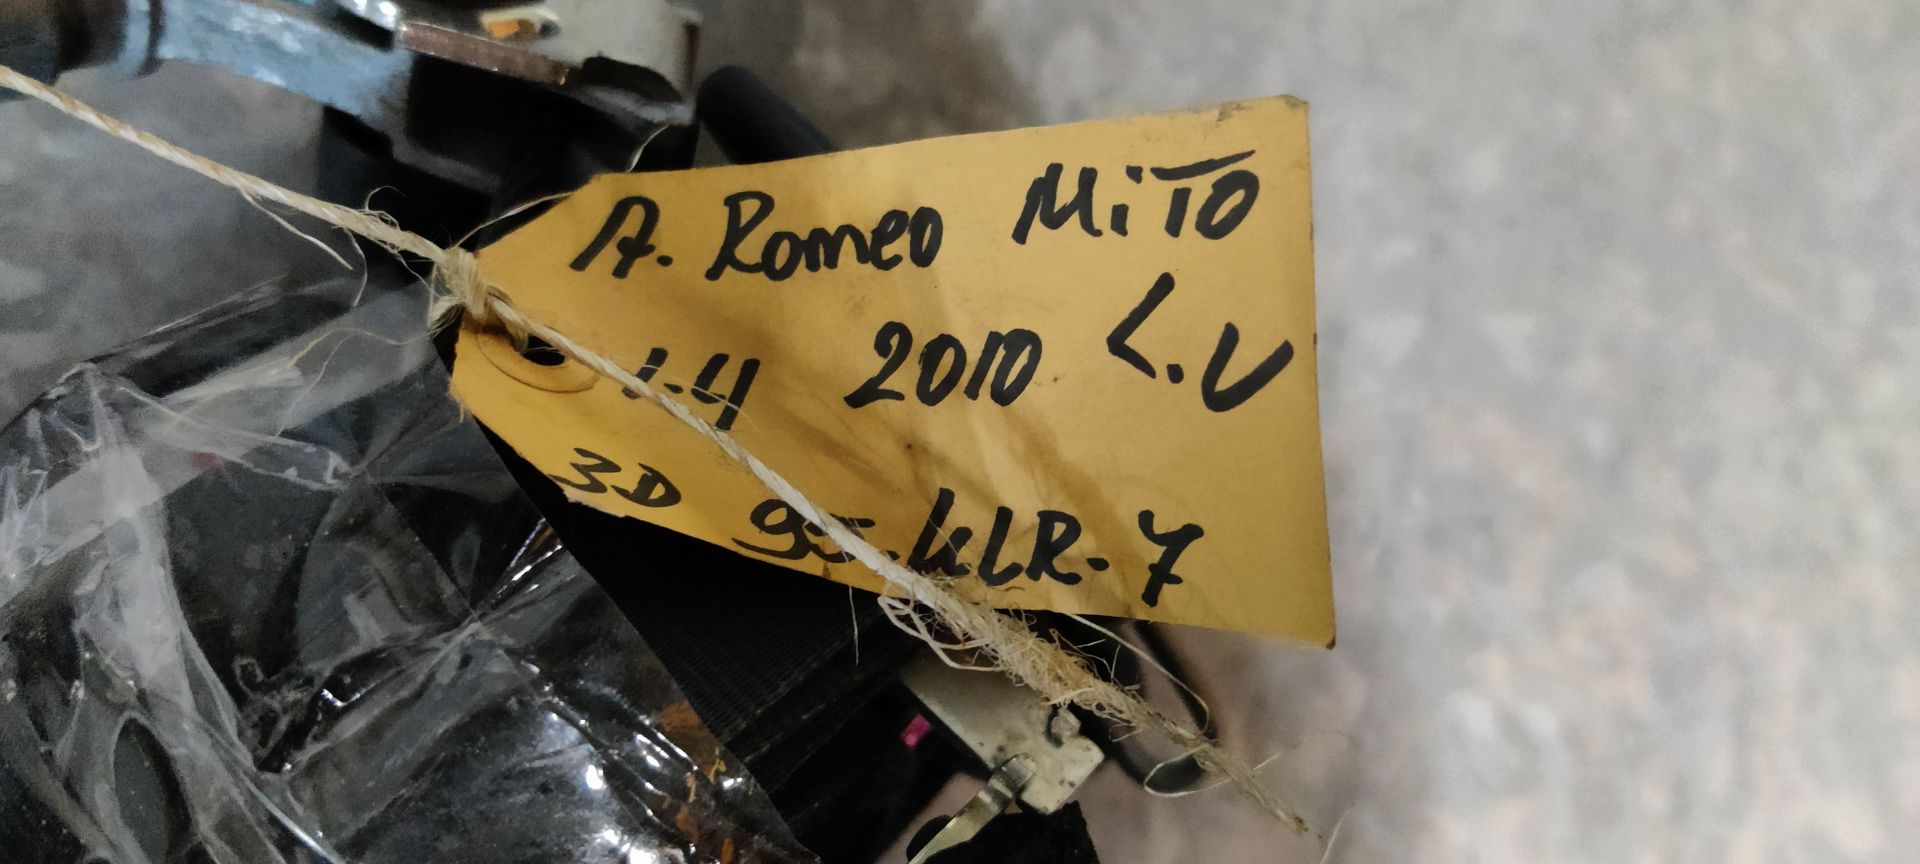 A. Romeo MiTO
1.4 2010 L.V
3D 95-KLR-7